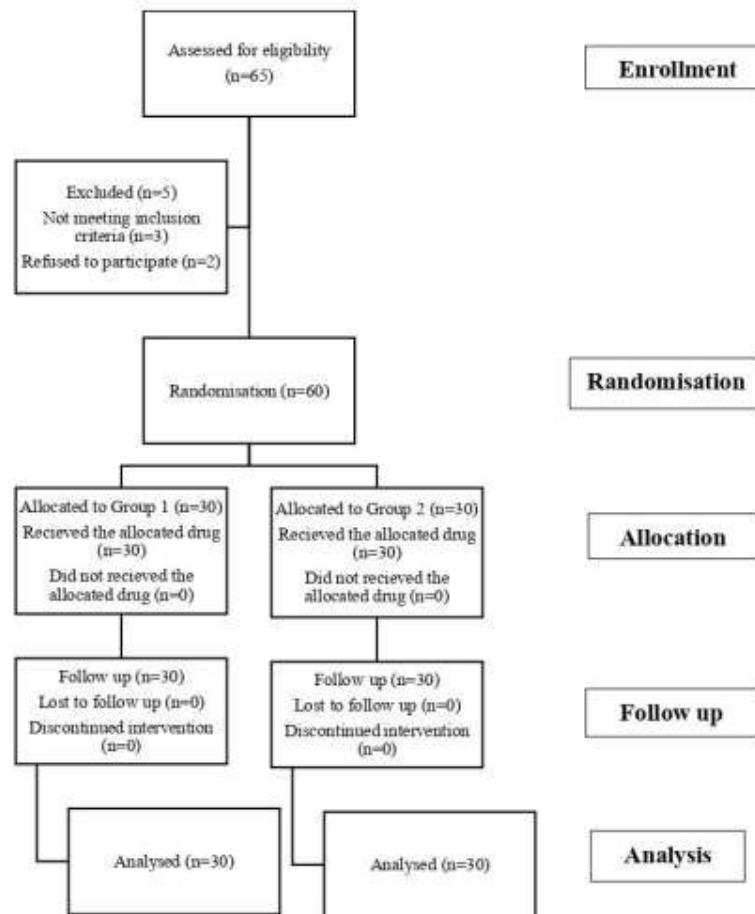 Assessed for eligibility
(n=65)
Enrollment
Excluded (n=5)
Not meeting inclusion
criteria (n=3)
Refused to participate (n=2)
Randomisation (n=60)
Randomisation
Allocated to Group 1 (n=30)
Recieved the allocated drug
(n=30)
Did not recieved the
allocated drug (n=0)
Allocated to Group 2 (n=30)
Recieved the allocated drug
(n=30)
Did not recieved the
allocated drug (n=0)
Allocation
Follow up (n=30)
Lost to follow up (n=0)
Discontinued intervention
(n=0)
Follow up (n=30)
Lost to follow up (n=0)
Discontinued intervention
(n=0)
Follow up
Analysed (n=30)
Analysed (n=30)
Analysis